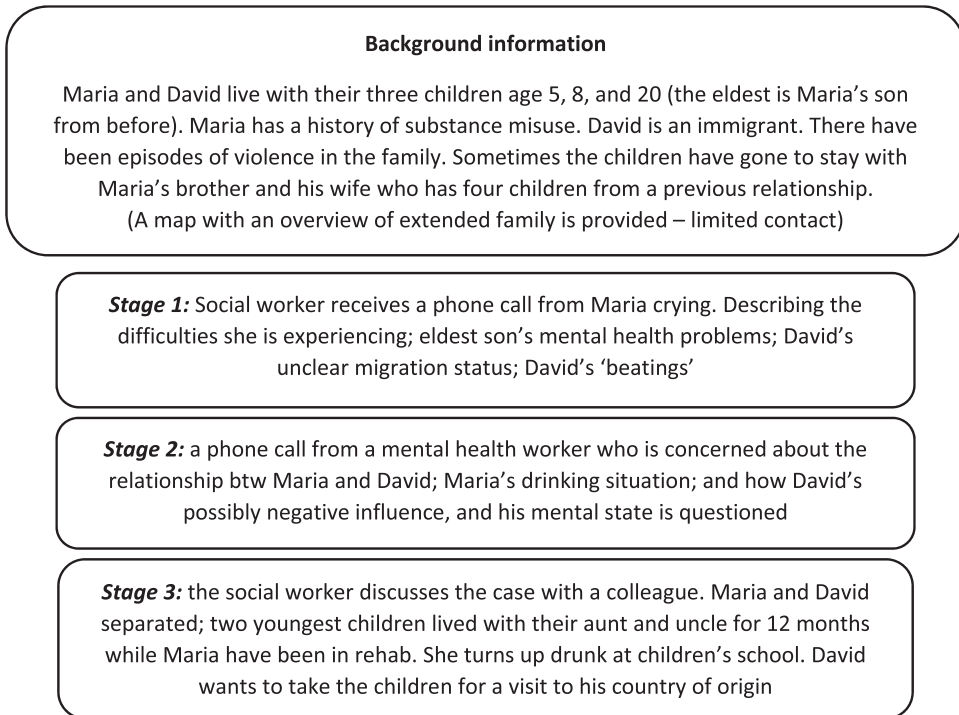 Background information
Maria and David live with their three children age 5, 8, and 20 (the eldest is Maria’s son
from before). Maria has a history of substance misuse. David is an immigrant. There have
been episodes of violence in the family. Sometimes the children have gone to stay with
Maria’s brother and his wife who has four children from a previous relationship.
(A map with an overview of extended family is provided – limited contact)
Stage 1: Social worker receives a phone call from Maria crying. Describing the
difficulties she is experiencing; eldest son’s mental health problems; David’s
unclear migration status; David’s ‘beatings’
Stage 2: a phone call from a mental health worker who is concerned about the
relationship btw Maria and David; Maria’s drinking situation; and how David’s
possibly negative influence, and his mental state is questioned
Stage 3: the social worker discusses the case with a colleague. Maria and David
separated; two youngest children lived with their aunt and uncle for 12 months
while Maria have been in rehab. She turns up drunk at children’s school. David
wants to take the children for a visit to his country of origin